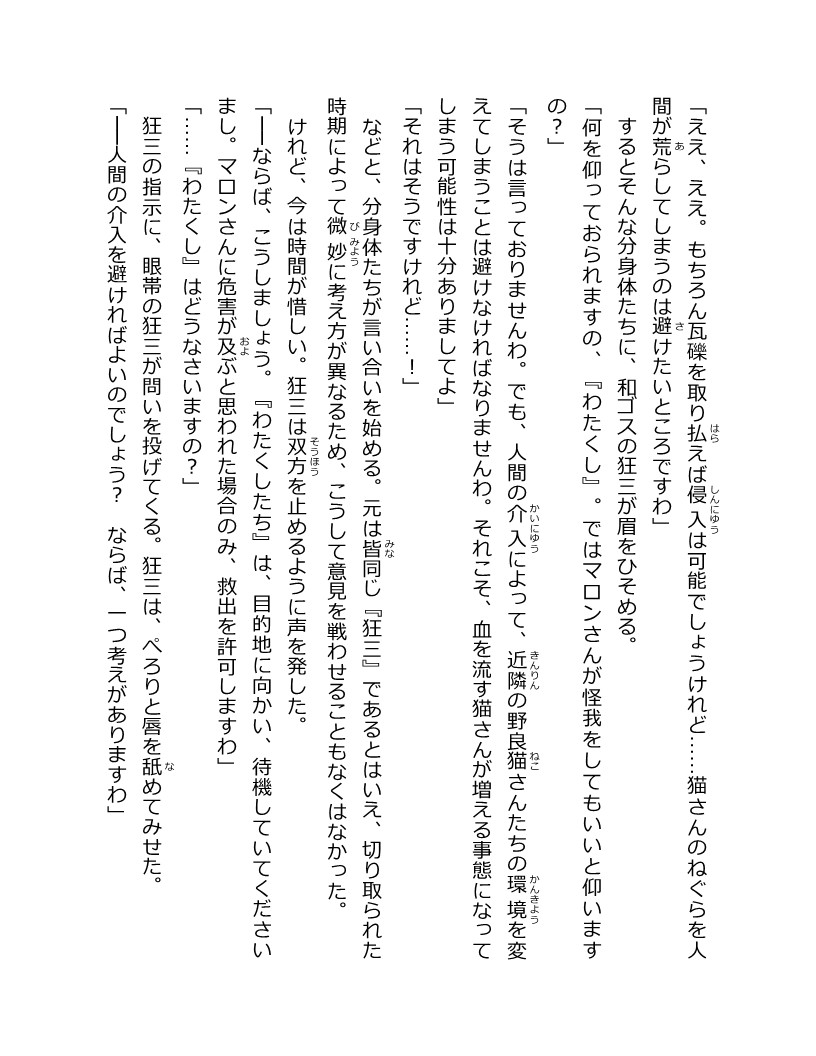 「ええ、ええ。もちろん瓦礫を取り払えば侵入は可能でしょうけれど……猫さんのねぐらを人
間が荒らしてしまうのは避けたいところですわ」
　するとそんな分身体たちに、和ゴスの狂三が眉をひそめる。
「何を仰っておられますの、『わたくし』。ではマロンさんが怪我をしてもいいと仰います
の？」
「そうは言っておりませんわ。でも、人間の介入によって、近隣の野良猫さんたちの環境を変
えてしまうことは避けなければなりませんわ。それこそ、血を流す猫さんが増える事態になって
しまう可能性は十分ありましてよ」
「それはそうですけれど……！」
　などと、分身体たちが言い合いを始める。元は皆同じ『狂三』であるとはいえ、切り取られた
時期によって微妙に考え方が異なるため、こうして意見を戦わせることもなくはなかった。
　けれど、今は時間が惜しい。狂三は双方を止めるように声を発した。
「――ならば、こうしましょう。『わたくしたち』は、目的地に向かい、待機していてください
まし。マロンさんに危害が及ぶと思われた場合のみ、救出を許可しますわ」
「……『わたくし』はどうなさいますの？」
　狂三の指示に、眼帯の狂三が問いを投げてくる。狂三は、ぺろりと唇を舐めてみせた。
「――人間の介入を避ければよいのでしょう？　ならば、一つ考えがありますわ」